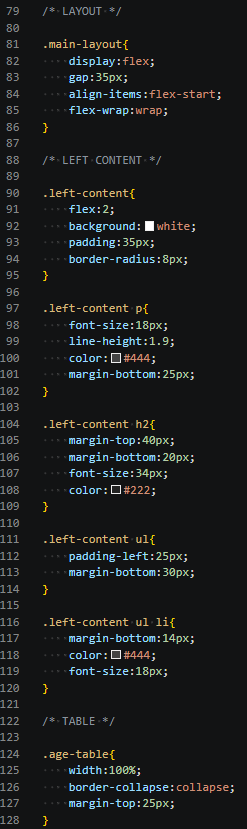 79 /* LAYOUT */
80
81 .main-layout{
82     display:flex;
83     gap:35px;
84     align-items:flex-start;
85     flex-wrap:wrap;
86 }
87
88 /* LEFT CONTENT */
89
90 .left-content{
91     flex:2;
92     background:white;
93     padding:35px;
94     border-radius:8px;
95 }
96
97 .left-content p{
98     font-size:18px;
99     line-height:1.9;
100     color:#444;
101     margin-bottom:25px;
102 }
103
104 .left-content h2{
105     margin-top:40px;
106     margin-bottom:20px;
107     font-size:34px;
108     color:#222;
109 }
110
111 .left-content ul{
112     padding-left:25px;
113     margin-bottom:30px;
114 }
115
116 .left-content ul li{
117     margin-bottom:14px;
118     color:#444;
119     font-size:18px;
120 }
121
122 /* TABLE */
123
124 .age-table{
125     width:100%;
126     border-collapse:collapse;
127     margin-top:25px;
128 }